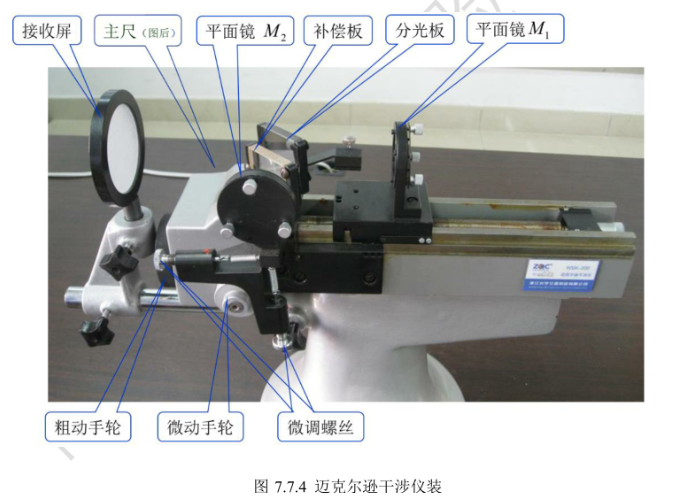 接收屏
主尺（图后）
平面镜 M₂
补偿板
分光板
平面镜 M₁
ZDC
粗动手轮
微动手轮
微调螺丝
图 7.7.4 迈克尔逊干涉仪装